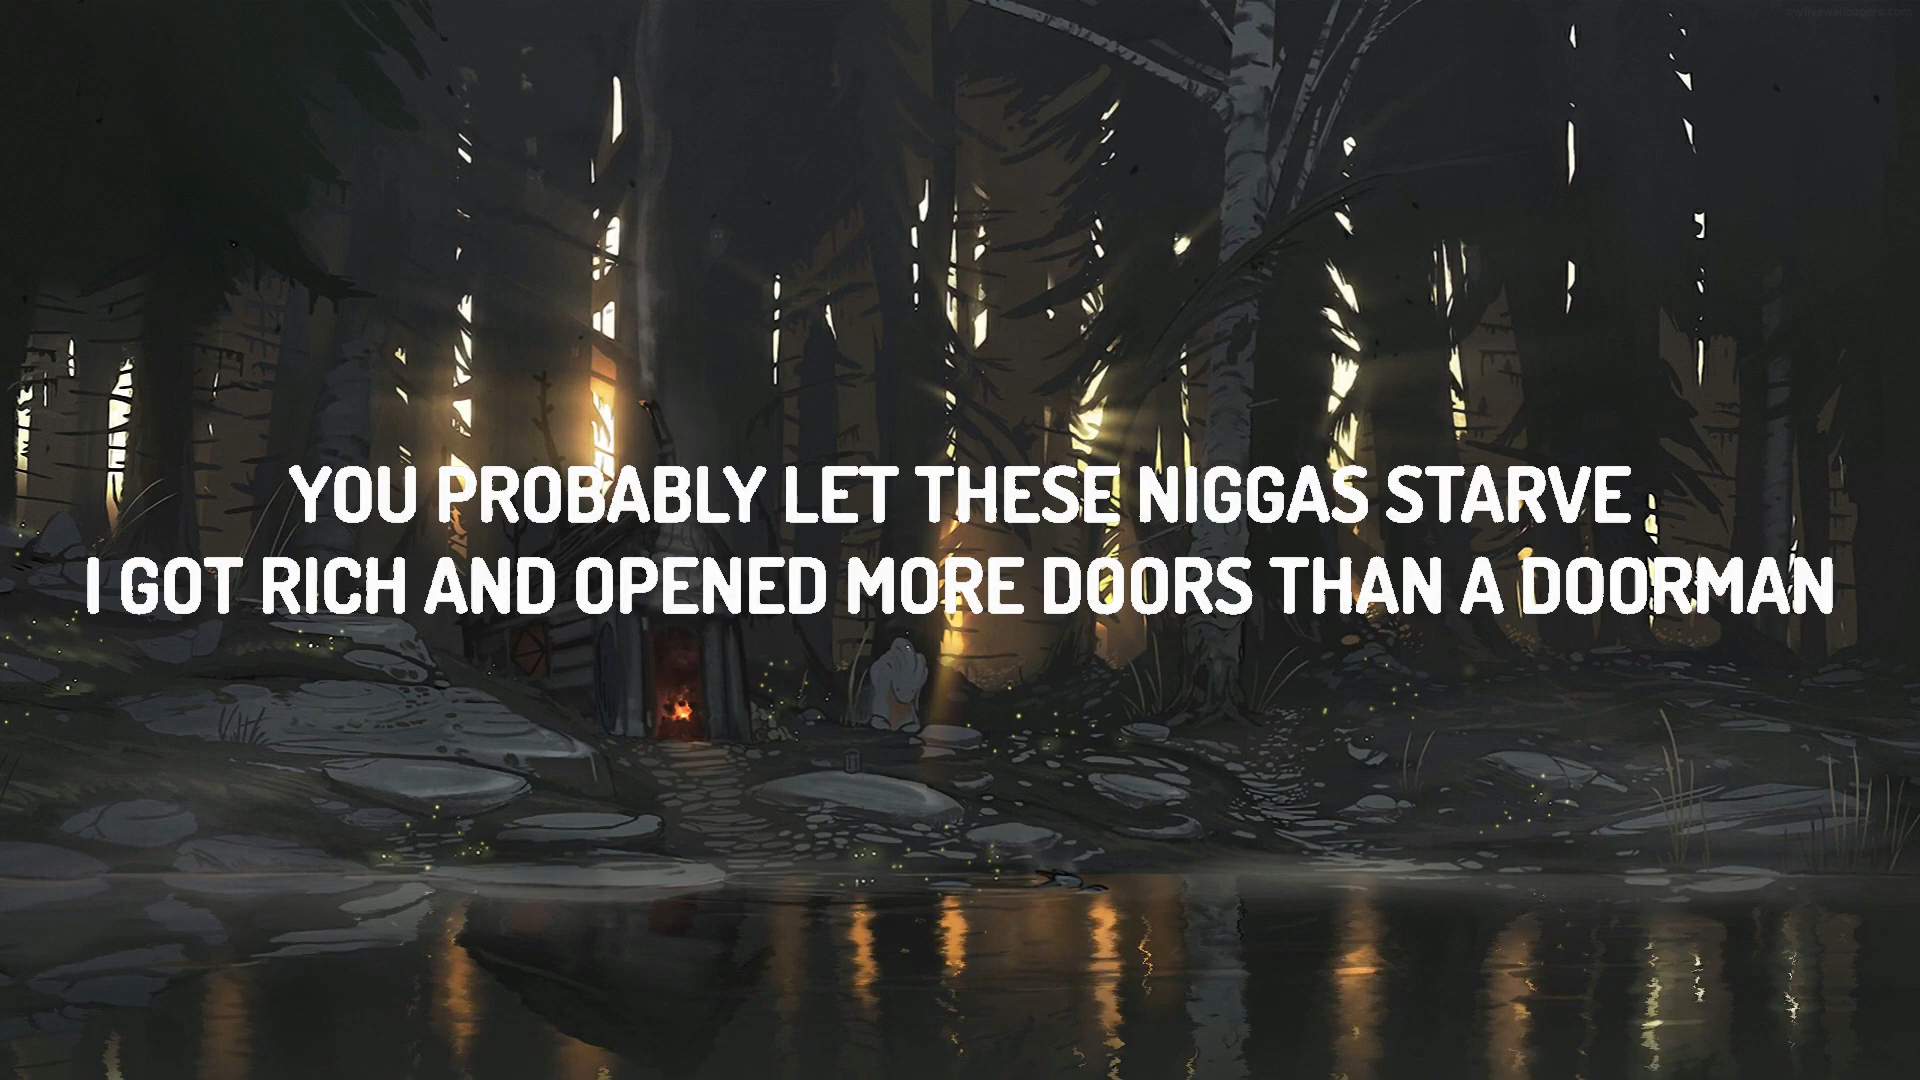 YOU PROBABLY LET THESE NIGGAS STARVE
I GOT RICH AND OPENED MORE DOORS THAN A DOORMAN